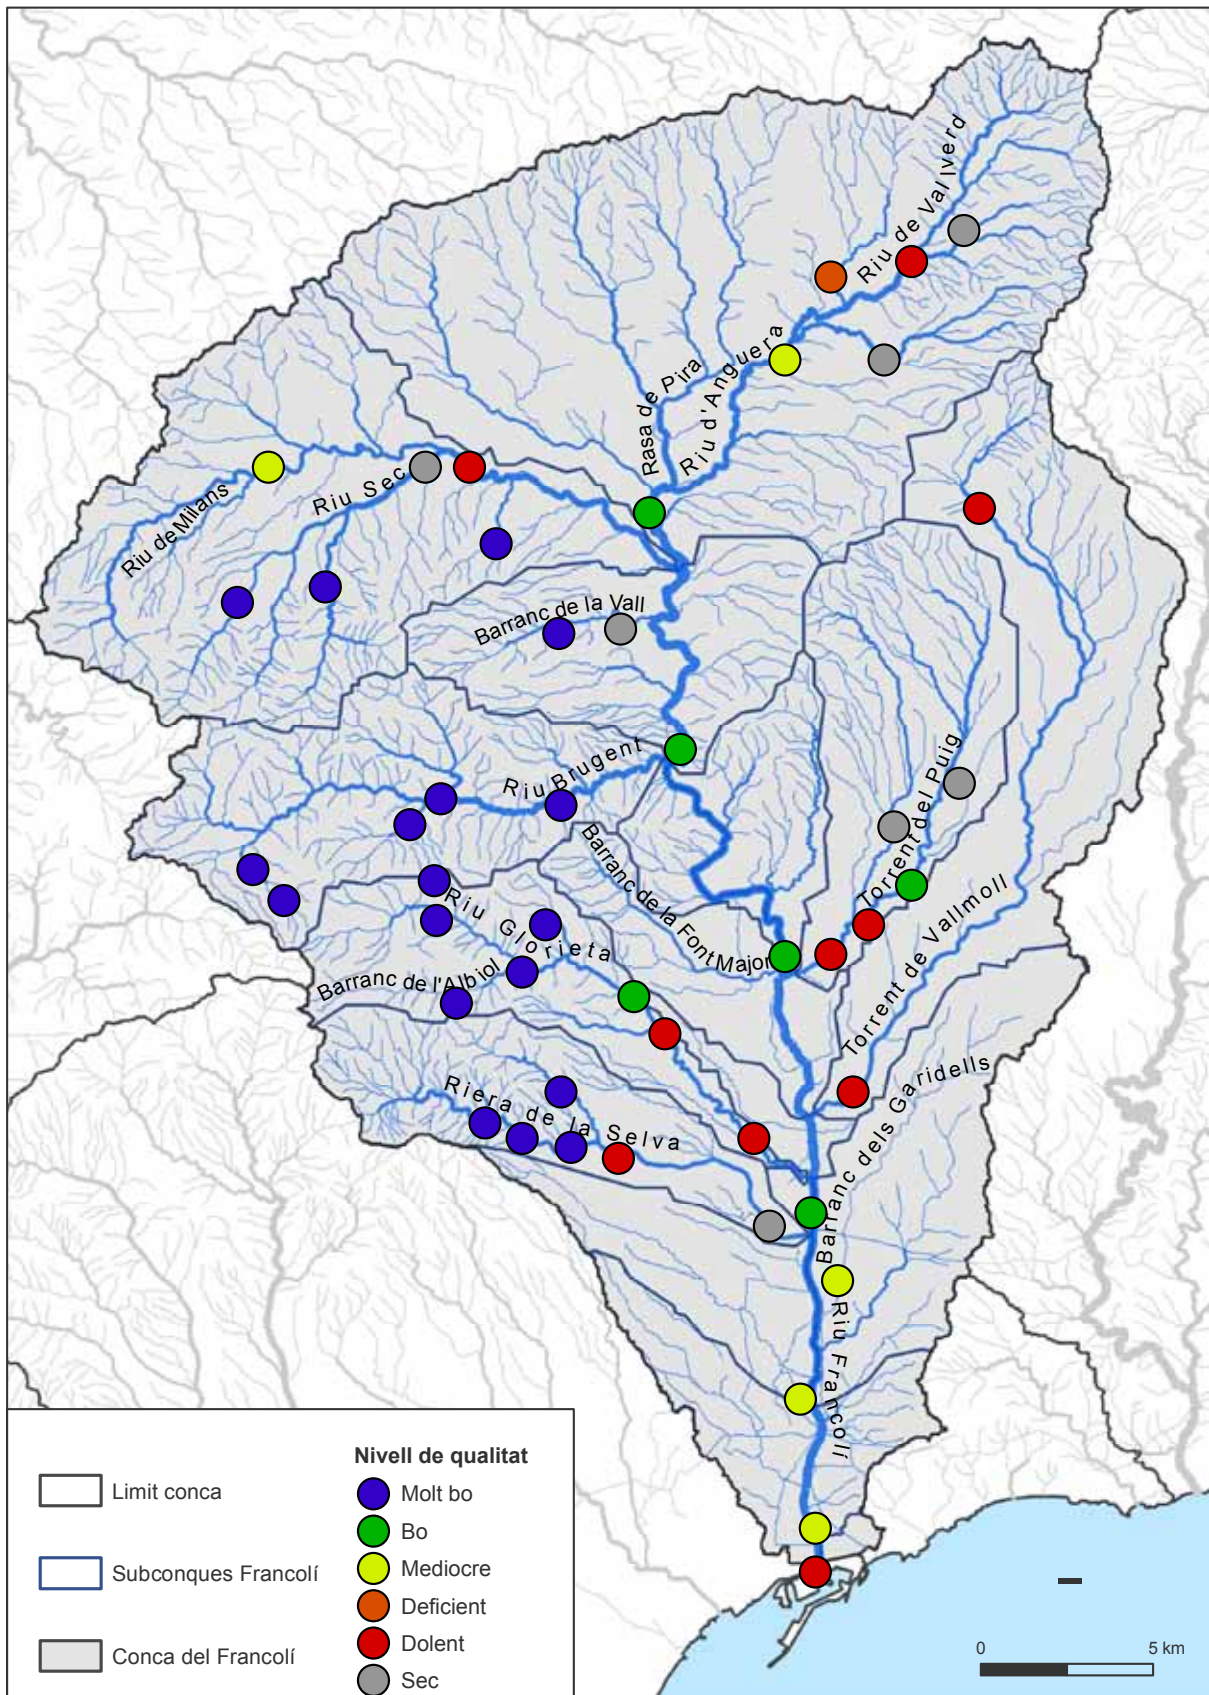 Riu de Vallverd
Riu d'Anguera
Rasa de Pira
Riu Sec
Riu de Milans
Barranc de la Vall
Riu Brugent
Barranc de la Font Major
Torrent del Puig
Torrent de Vallmoll
Riu Glorieta
Barranc de l'Albiol
Riera de la Selva
Barranc dels Garidells
Riu Francolí
Limit conca
Subconques Francolí
Conca del Francolí
Nivell de qualitat
Molt bo
Bo
Mediocre
Deficient
Dolent
Sec
0 5 km